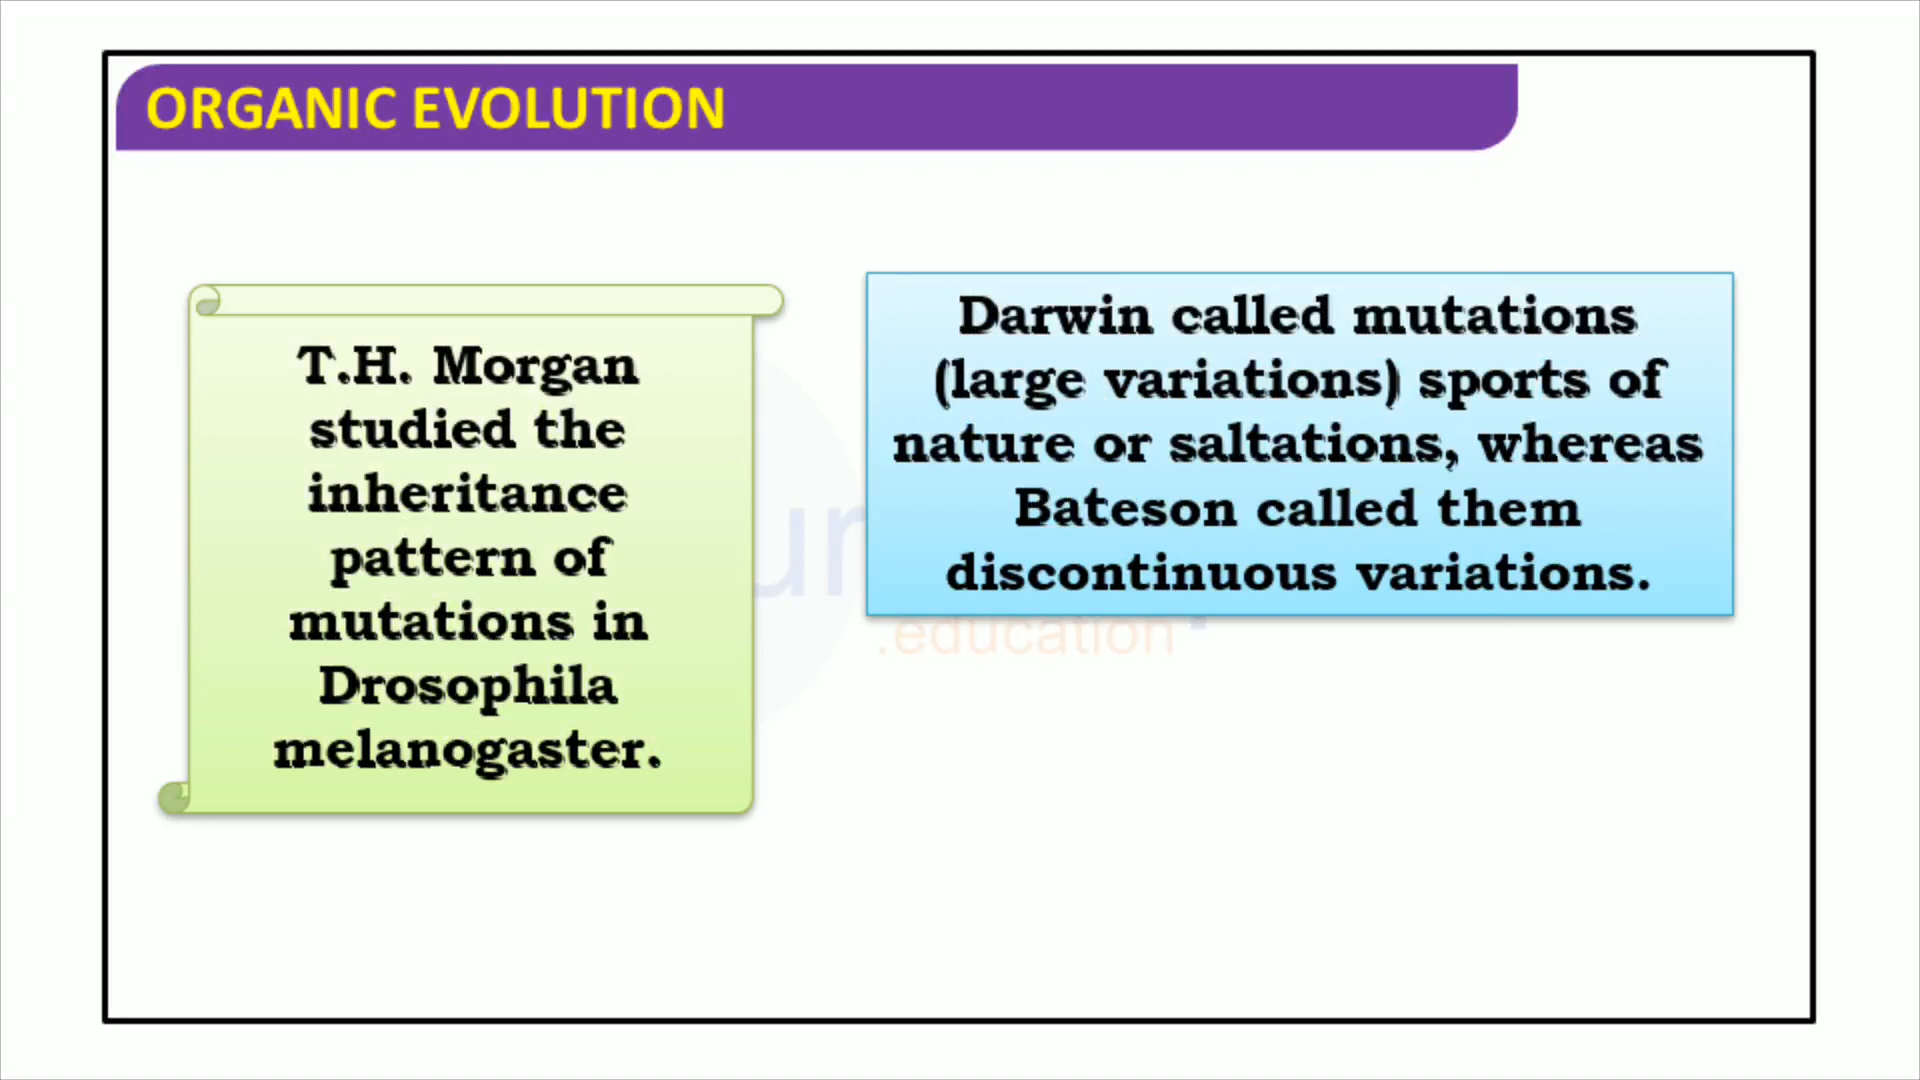 ORGANIC EVOLUTION
T.H. Morgan
studied the
inheritance
pattern of
mutations in
Drosophila
melanogaster.
Darwin called mutations
(large variations) sports of
nature or saltations, whereas
Bateson called them
discontinuous variations.
.education